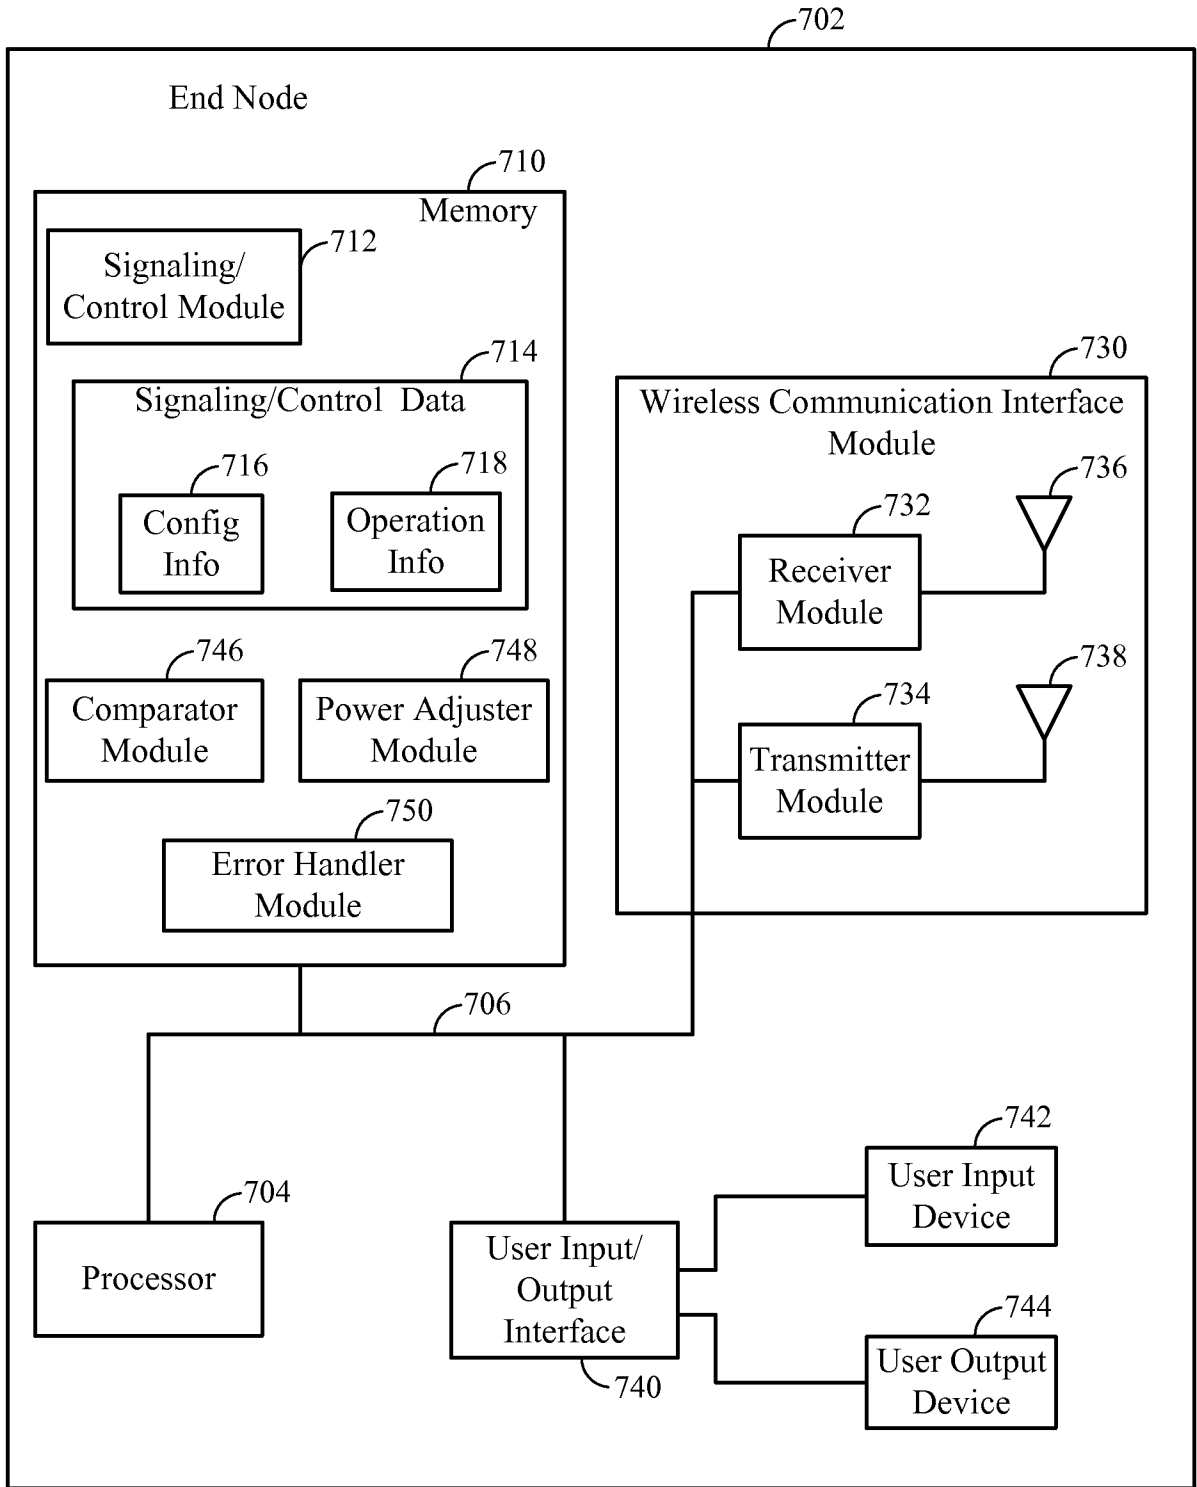 702
End Node
710
Memory
712
Signaling/
Control Module
714
Signaling/Control Data
716
Config
Info
718
Operation
Info
746
Comparator
Module
748
Power Adjuster
Module
750
Error Handler
Module
730
Wireless Communication Interface
Module
732
Receiver
Module
736
734
Transmitter
Module
738
706
704
Processor
User Input/
Output
Interface
740
742
User Input
Device
744
User Output
Device